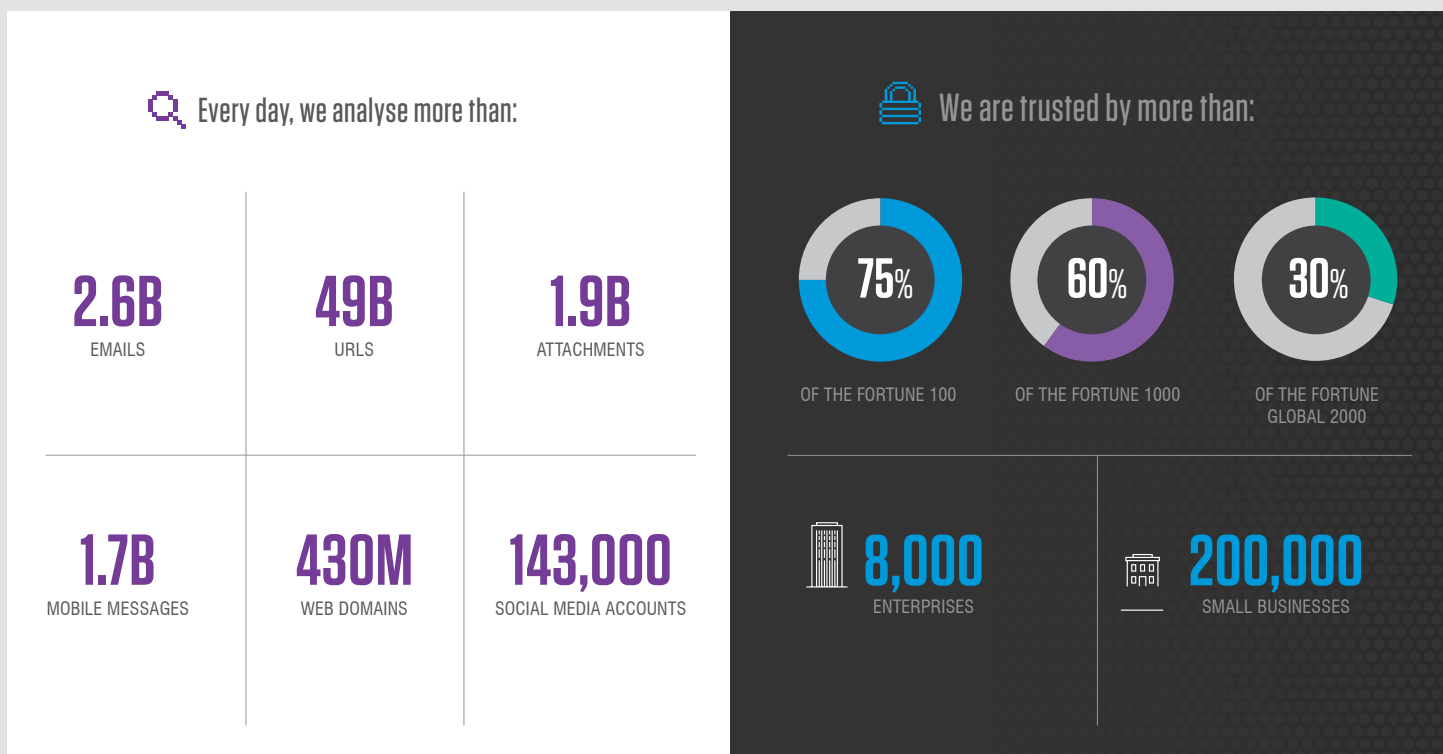 Every day, we analyse more than:
2.6B
EMAILS
49B
URLS
1.9B
ATTACHMENTS
1.7B
MOBILE MESSAGES
430M
WEB DOMAINS
143,000
SOCIAL MEDIA ACCOUNTS
We are trusted by more than:
75%
OF THE FORTUNE 100
60%
OF THE FORTUNE 1000
30%
OF THE FORTUNE
GLOBAL 2000
8,000
ENTERPRISES
200,000
SMALL BUSINESSES